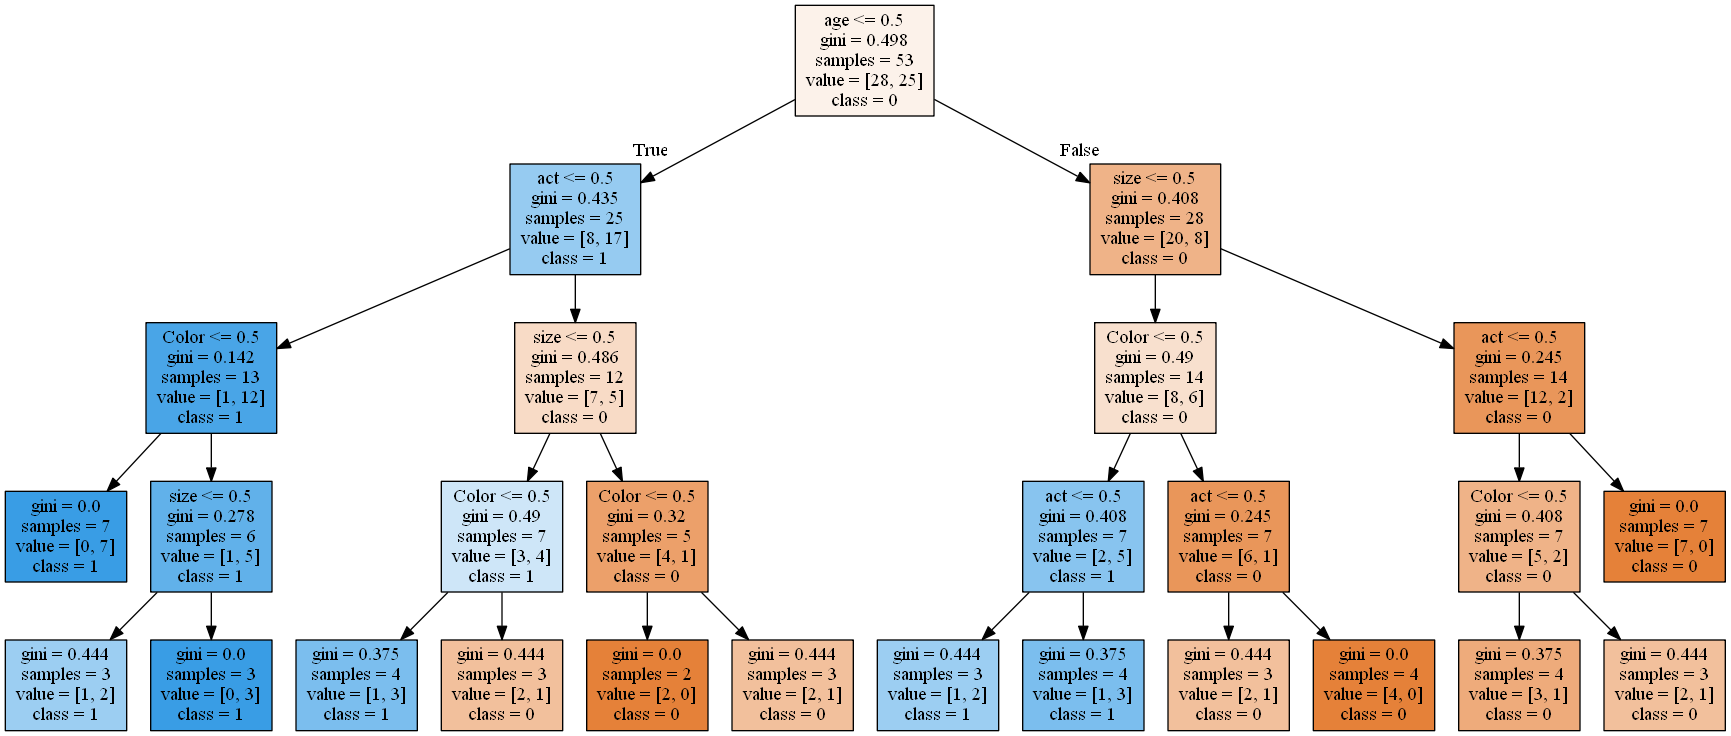 age <= 0.5
gini = 0.498
samples = 53
value = [28, 25]
class = 0
True
False
act <= 0.5
gini = 0.435
samples = 25
value = [8, 17]
class = 1
size <= 0.5
gini = 0.408
samples = 28
value = [20, 8]
class = 0
Color <= 0.5
gini = 0.142
samples = 13
value = [1, 12]
class = 1
size <= 0.5
gini = 0.486
samples = 12
value = [7, 5]
class = 0
Color <= 0.5
gini = 0.49
samples = 14
value = [8, 6]
class = 0
act <= 0.5
gini = 0.245
samples = 14
value = [12, 2]
class = 0
gini = 0.0
samples = 7
value = [0, 7]
class = 1
size <= 0.5
gini = 0.278
samples = 6
value = [1, 5]
class = 1
Color <= 0.5
gini = 0.49
samples = 7
value = [3, 4]
class = 1
Color <= 0.5
gini = 0.32
samples = 5
value = [4, 1]
class = 0
act <= 0.5
gini = 0.408
samples = 7
value = [2, 5]
class = 1
act <= 0.5
gini = 0.245
samples = 7
value = [6, 1]
class = 0
Color <= 0.5
gini = 0.408
samples = 7
value = [5, 2]
class = 0
gini = 0.0
samples = 7
value = [7, 0]
class = 0
gini = 0.444
samples = 3
value = [1, 2]
class = 1
gini = 0.0
samples = 3
value = [0, 3]
class = 1
gini = 0.375
samples = 4
value = [1, 3]
class = 1
gini = 0.444
samples = 3
value = [2, 1]
class = 0
gini = 0.0
samples = 2
value = [2, 0]
class = 0
gini = 0.444
samples = 3
value = [2, 1]
class = 0
gini = 0.444
samples = 3
value = [1, 2]
class = 1
gini = 0.375
samples = 4
value = [1, 3]
class = 1
gini = 0.444
samples = 3
value = [2, 1]
class = 0
gini = 0.0
samples = 4
value = [4, 0]
class = 0
gini = 0.375
samples = 4
value = [3, 1]
class = 0
gini = 0.444
samples = 3
value = [2, 1]
class = 0